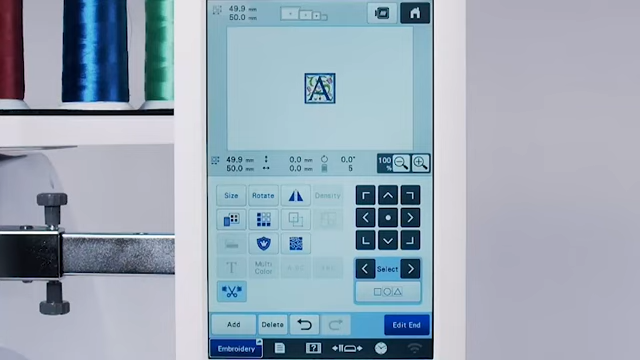 49.9 mm
50.0 mm
A
49.9 mm 0.0 mm 0.0°
50.0 mm 0.0 mm 5
100 %
Size Rotate Density
T Multi Color
Select
Add Delete Edit End
Embroidery